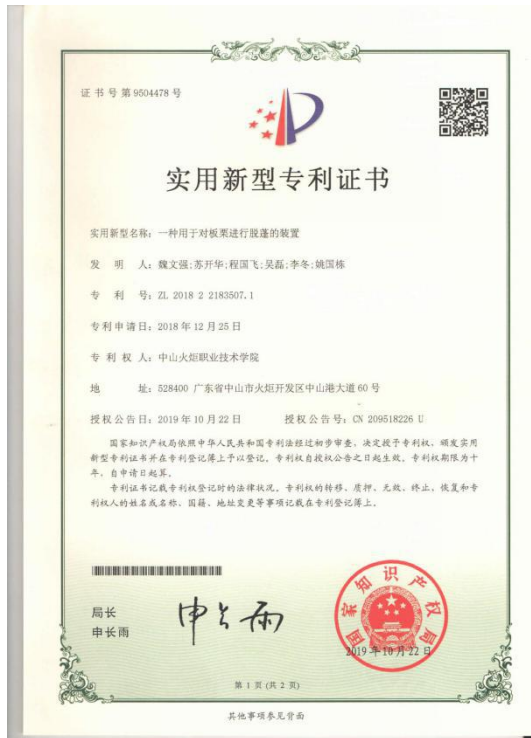 证书号第9504478号
实用新型专利证书
实用新型名称：一种用于对板栗进行脱蓬的装置
发 明 人：魏文强;苏开华;程国飞;吴磊;李冬;姚国栋
专 利 号：ZL 2018 2 2183507.1
专利申请日：2018年12月25日
专 利 权 人：中山火炬职业技术学院
地 址：528400 广东省中山市火炬开发区中山港大道60号
授权公告日：2019年10月22日 授权公告号：CN 209518226 U
国家知识产权局依照中华人民共和国专利法经过初步审查，决定授予专利权，颁发实用
新型专利证书并在专利登记簿上予以登记。专利权自授权公告之日起生效。专利权期限为十
年，自申请日起算。
专利证书记载专利权登记时的法律状况。专利权的转移、质押、无效、终止、恢复和专
利权人的姓名或名称、国籍、地址变更等事项记载在专利登记簿上。
局长
申长雨
申长雨
国家知识产权局
2019年10月22日
第 1 页 (共 2 页)
其他事项参见背面